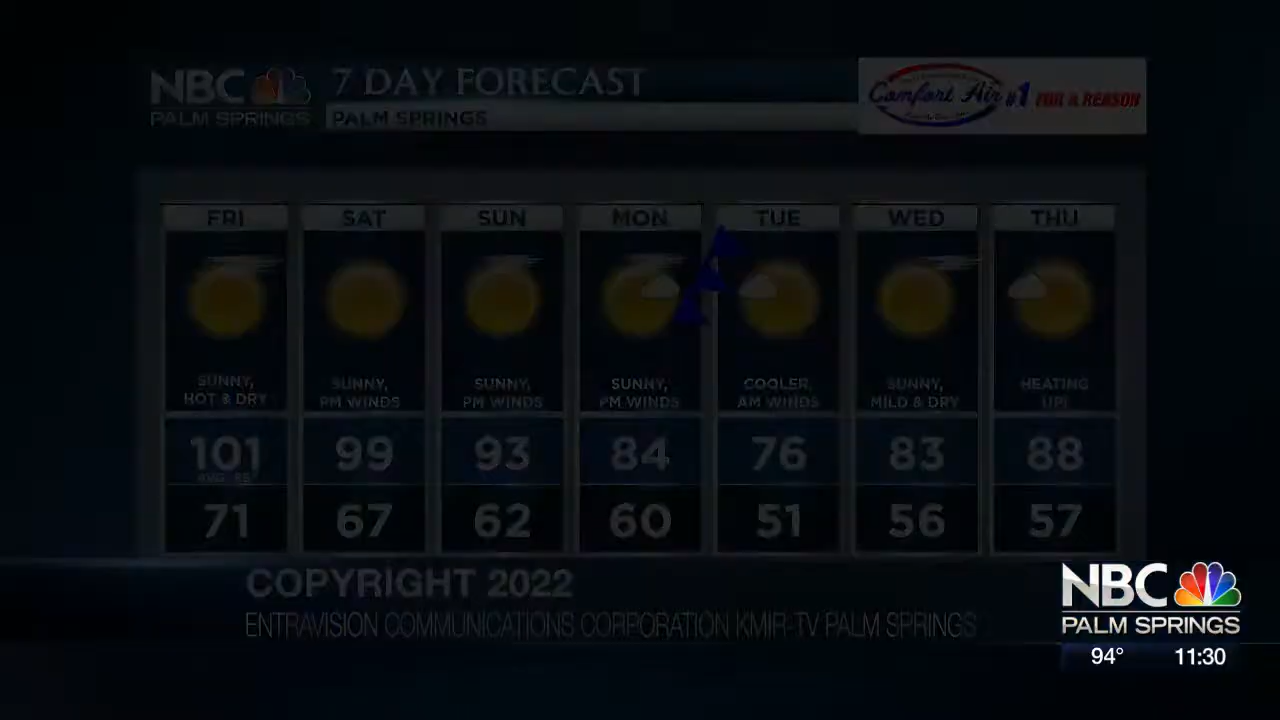 NBC 7 DAY FORECAST
PALM SPRINGS PALM SPRINGS
Comfort Air #1 FOR A REASON
FRI SAT SUN MON TUE WED THU
SUNNY, SUNNY, SUNNY, SUNNY, COOLER, SUNNY, HEATING
HOT & DRY PM WINDS PM WINDS PM WINDS AM WINDS MILD & DRY UP!
101 99 93 84 76 83 88
71 67 62 60 51 56 57
COPYRIGHT 2022
ENTRAVISION COMMUNICATIONS CORPORATION KMIR-TV PALM SPRINGS
NBC
PALM SPRINGS
94° 11:30